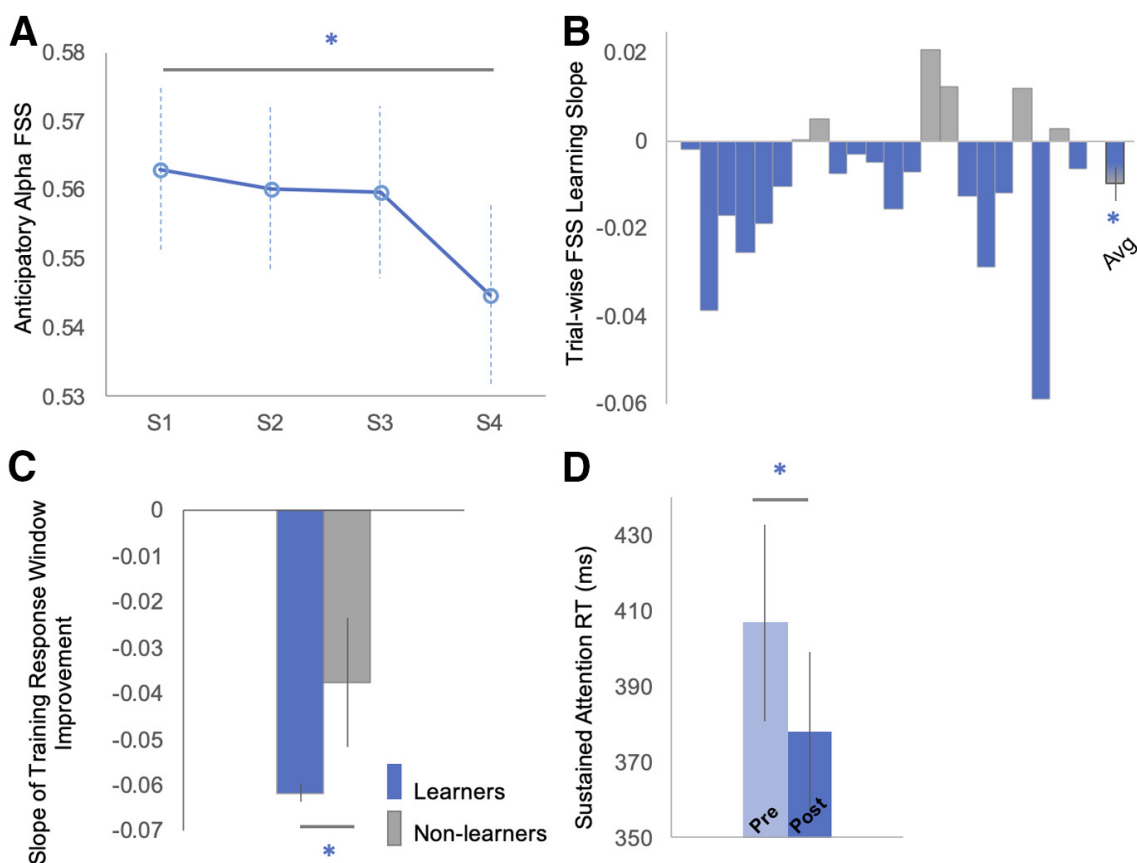 A
*
0.58
0.57
0.56
0.55
0.54
0.53
Anticipatory Alpha FSS
S1 S2 S3 S4
B
0.02
0
-0.02
-0.04
-0.06
Trial-wise FSS Learning Slope
*
Avg
C
0
-0.01
-0.02
-0.03
-0.04
-0.05
-0.06
-0.07
Slope of Training Response Window
Improvement
Learners
Non-learners
*
D
*
430
410
390
370
350
Sustained Attention RT (ms)
Pre
Post